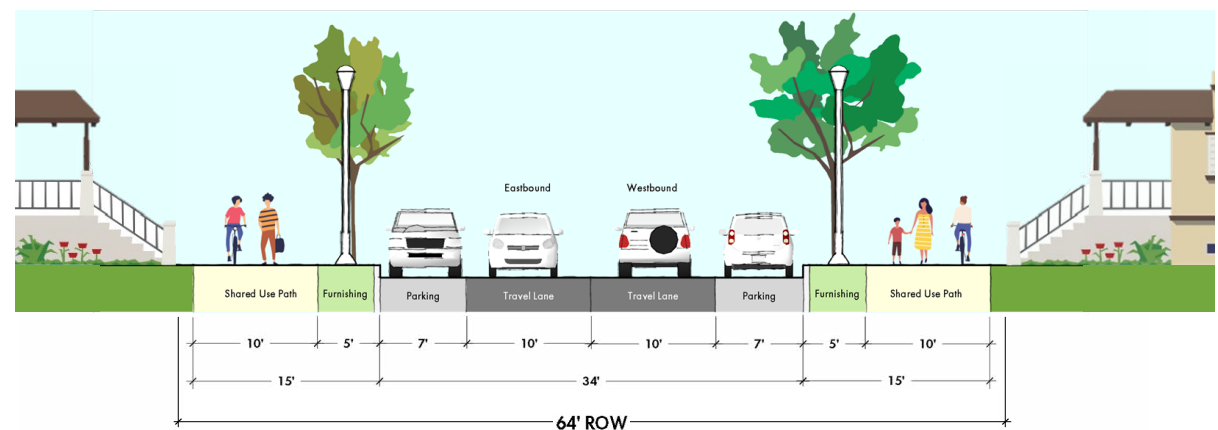 Eastbound
Westbound
Shared Use Path
Furnishing
Parking
Travel Lane
Travel Lane
Parking
Furnishing
Shared Use Path
10'
5'
7'
10'
10'
7'
5'
10'
15'
34'
15'
64' ROW